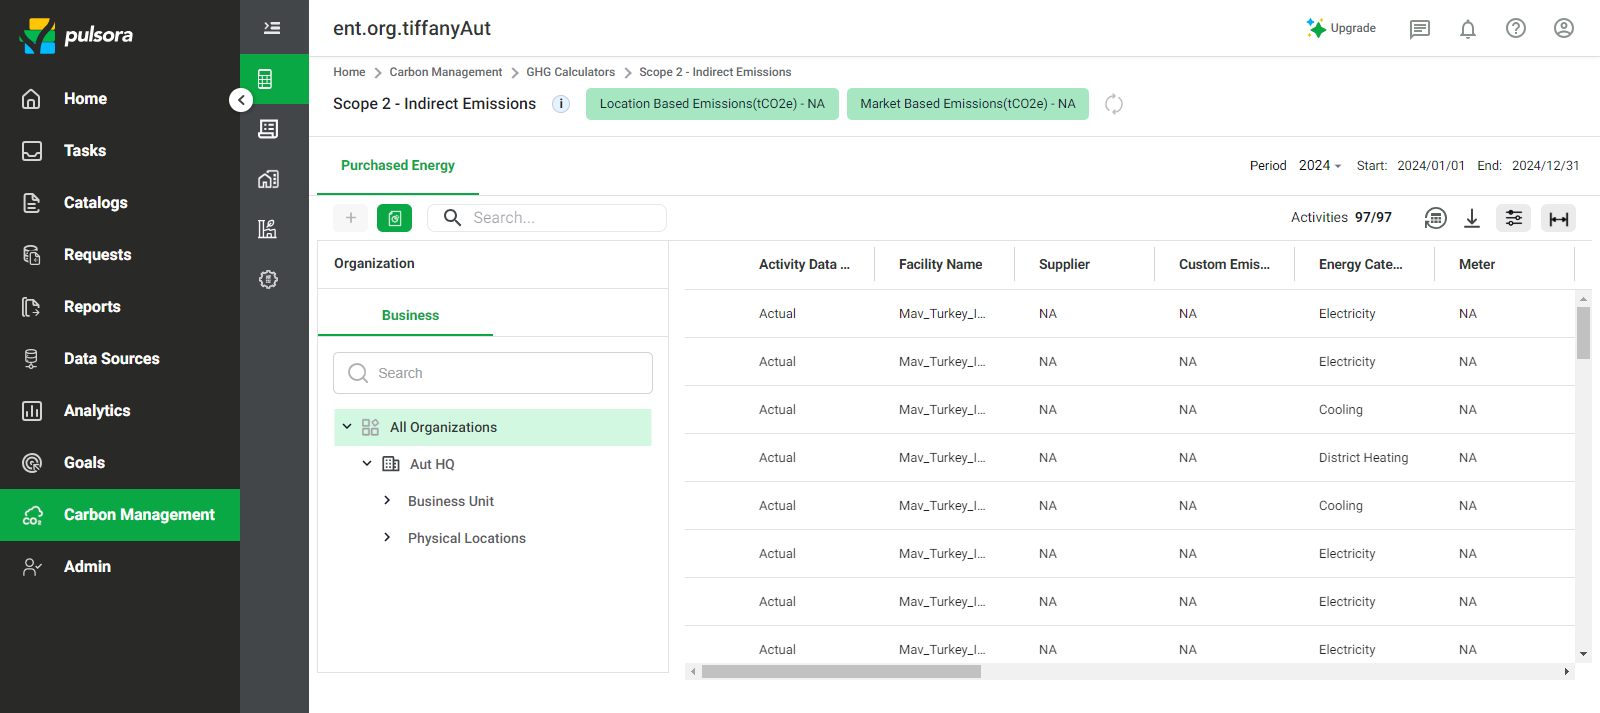 pulsora
Home
Tasks
Catalogs
Requests
Reports
Data Sources
Analytics
Goals
Carbon Management
Admin
ent.org.tiffanyAut
Upgrade
Home > Carbon Management > GHG Calculators > Scope 2 - Indirect Emissions
Scope 2 - Indirect Emissions
i
Location Based Emissions(tCO2e) - NA
Market Based Emissions(tCO2e) - NA
Purchased Energy
Period 2024 Start: 2024/01/01 End: 2024/12/31
+
Search...
Activities 97/97
Organization
Business
Search
All Organizations
Aut HQ
Business Unit
Physical Locations
Activity Data ... Facility Name Supplier Custom Emis... Energy Cate... Meter
Actual Mav_Turkey_I... NA NA Electricity NA
Actual Mav_Turkey_I... NA NA Electricity NA
Actual Mav_Turkey_I... NA NA Cooling NA
Actual Mav_Turkey_I... NA NA District Heating NA
Actual Mav_Turkey_I... NA NA Cooling NA
Actual Mav_Turkey_I... NA NA Electricity NA
Actual Mav_Turkey_I... NA NA Electricity NA
Actual Mav_Turkey_I... NA NA Electricity NA